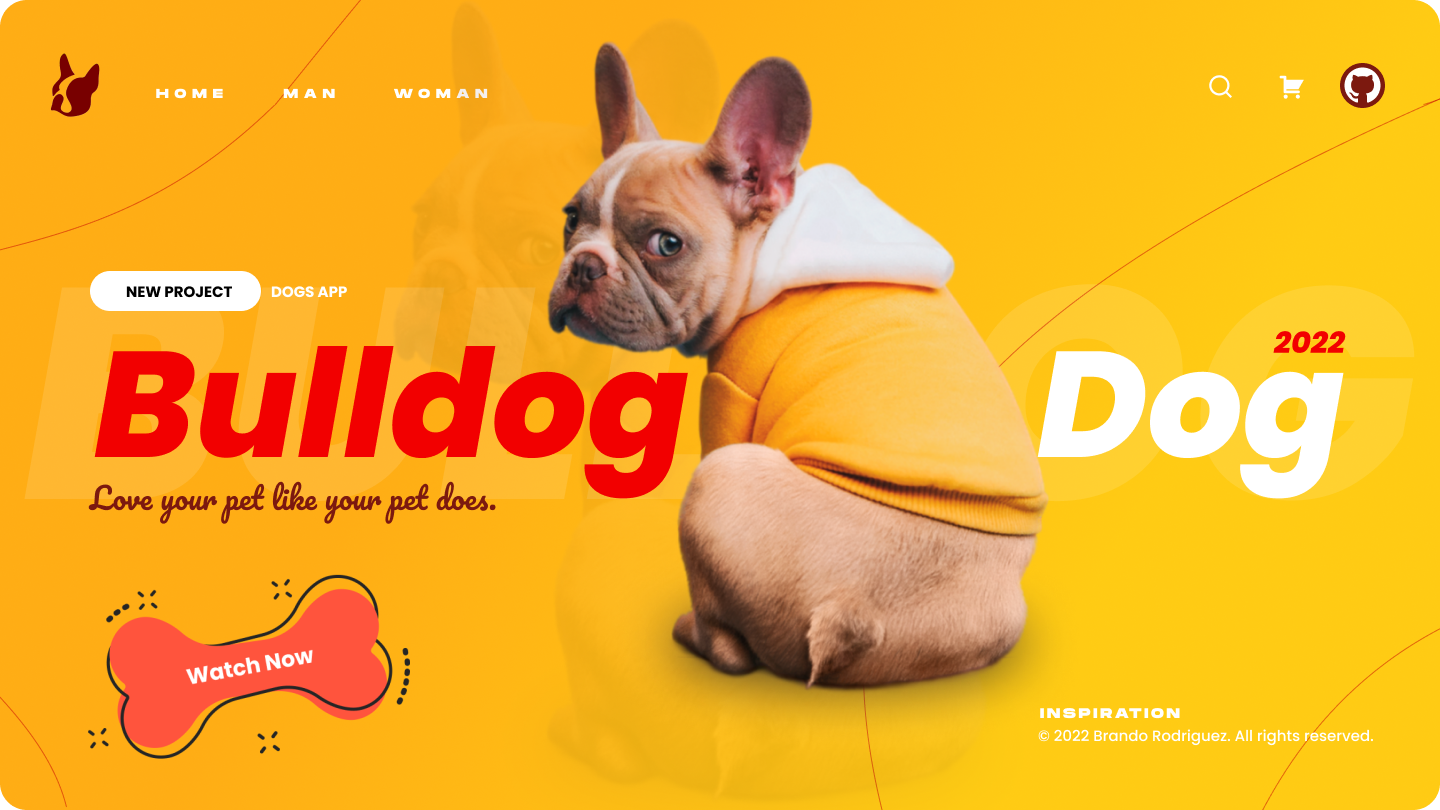 HOME MAN WOMAN
NEW PROJECT DOGS APP
BULLDOG
2022
Bulldog Dog
Love your pet like your pet does.
Watch Now
INSPIRATION
© 2022 Brando Rodriguez. All rights reserved.